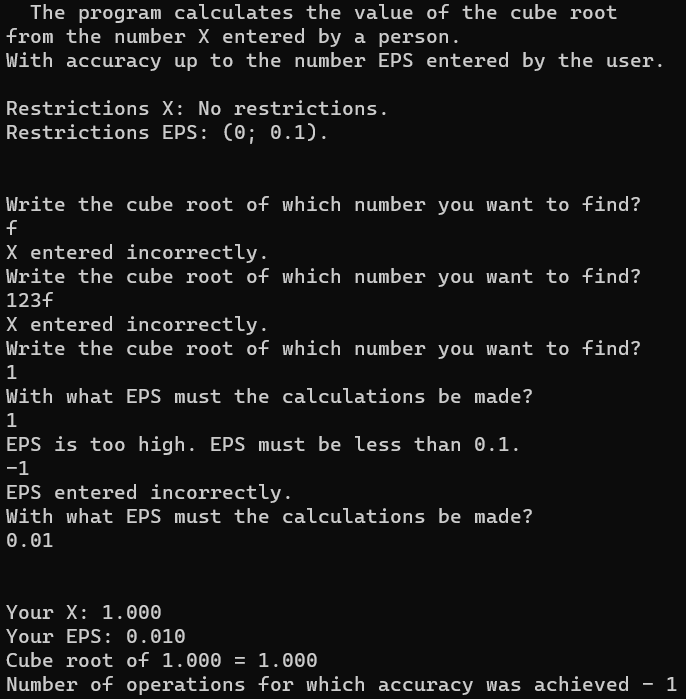 The program calculates the value of the cube root
from the number X entered by a person.
With accuracy up to the number EPS entered by the user.
Restrictions X: No restrictions.
Restrictions EPS: (0; 0.1).
Write the cube root of which number you want to find?
f
X entered incorrectly.
Write the cube root of which number you want to find?
123f
X entered incorrectly.
Write the cube root of which number you want to find?
1
With what EPS must the calculations be made?
1
EPS is too high. EPS must be less than 0.1.
-1
EPS entered incorrectly.
With what EPS must the calculations be made?
0.01
Your X: 1.000
Your EPS: 0.010
Cube root of 1.000 = 1.000
Number of operations for which accuracy was achieved - 1